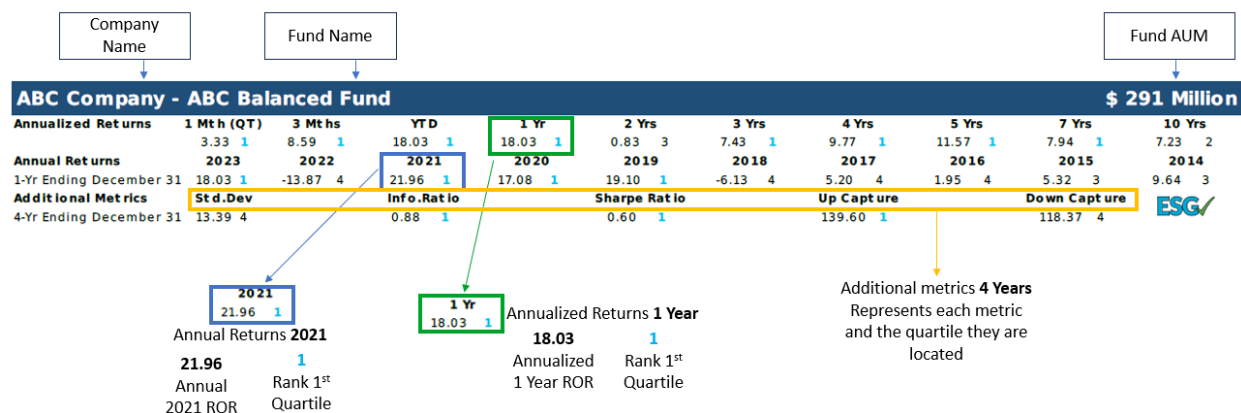 Company
Name
Fund Name
Fund AUM
ABC Company - ABC Balanced Fund $ 291 Million
Annualized Returns 1 Mth (QT) 3 Mths YTD 1 Yr 2 Yrs 3 Yrs 4 Yrs 5 Yrs 7 Yrs 10 Yrs
3.33 1 8.59 1 18.03 1 18.03 1 0.83 3 7.43 1 9.77 1 11.57 1 7.94 1 7.23 2
Annual Returns 2023 2022 2021 2020 2019 2018 2017 2016 2015 2014
1-Yr Ending December 31 18.03 1 -13.87 4 21.96 1 17.08 1 19.10 1 -6.13 4 5.20 4 1.95 4 5.32 3 9.64 3
Additional Metrics Std.Dev Info.Ratio Sharpe Ratio Up Capture Down Capture
4-Yr Ending December 31 13.39 4 0.88 1 0.60 1 139.60 1 118.37 4
ESG
2021
21.96 1
Annual Returns 2021
21.96 1
Annual Rank 1st
2021 ROR Quartile
1 Yr
18.03 1
Annualized Returns 1 Year
18.03 1
Annualized Rank 1st
1 Year ROR Quartile
Additional metrics 4 Years
Represents each metric
and the quartile they are
located